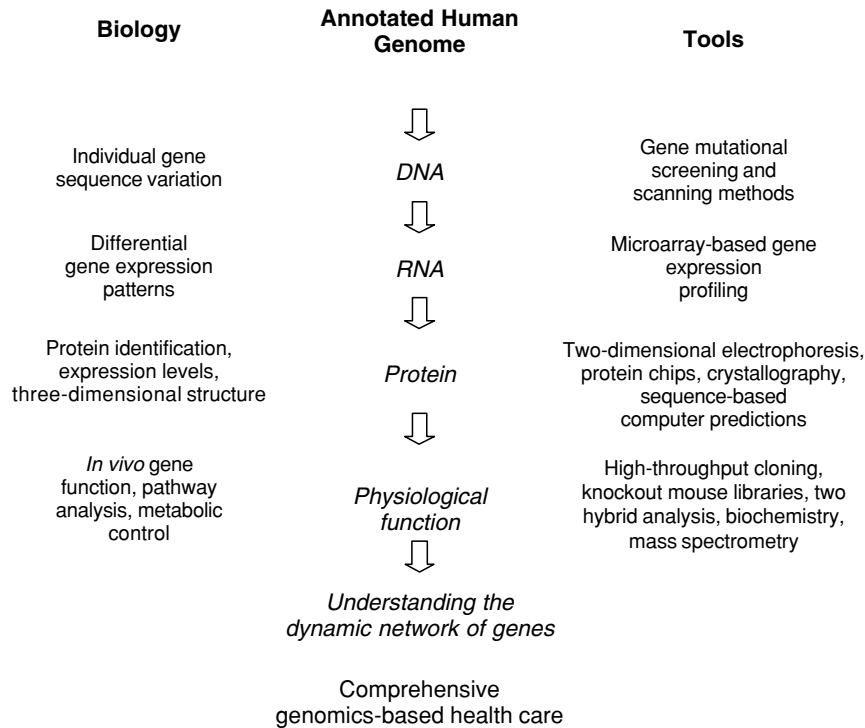 Biology
Annotated Human
Genome
Tools
Individual gene
sequence variation
DNA
Gene mutational
screening and
scanning methods
Differential
gene expression
patterns
RNA
Microarray-based gene
expression
profiling
Protein identification,
expression levels,
three-dimensional structure
Protein
Two-dimensional electrophoresis,
protein chips, crystallography,
sequence-based
computer predictions
In vivo gene
function, pathway
analysis, metabolic
control
Physiological
function
High-throughput cloning,
knockout mouse libraries, two
hybrid analysis, biochemistry,
mass spectrometry
Understanding the
dynamic network of genes
Comprehensive
genomics-based health care